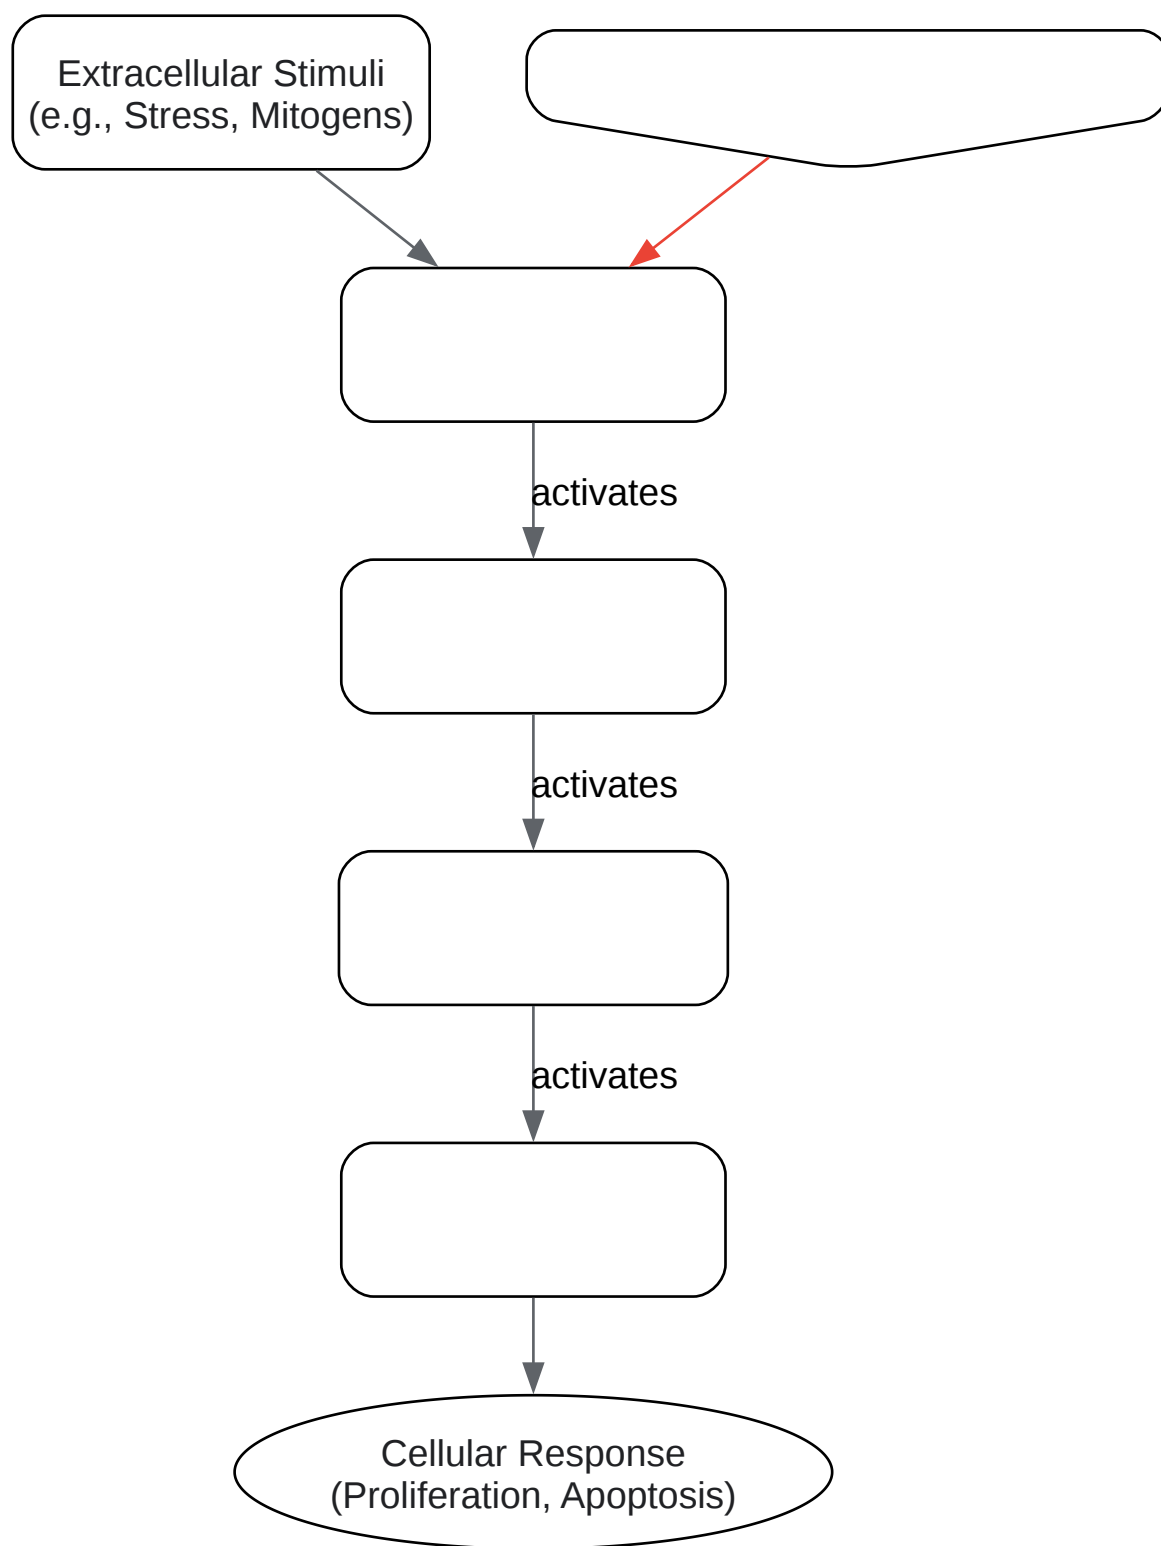 Extracellular Stimuli
(e.g., Stress, Mitogens)
activates
activates
activates
Cellular Response
(Proliferation, Apoptosis)